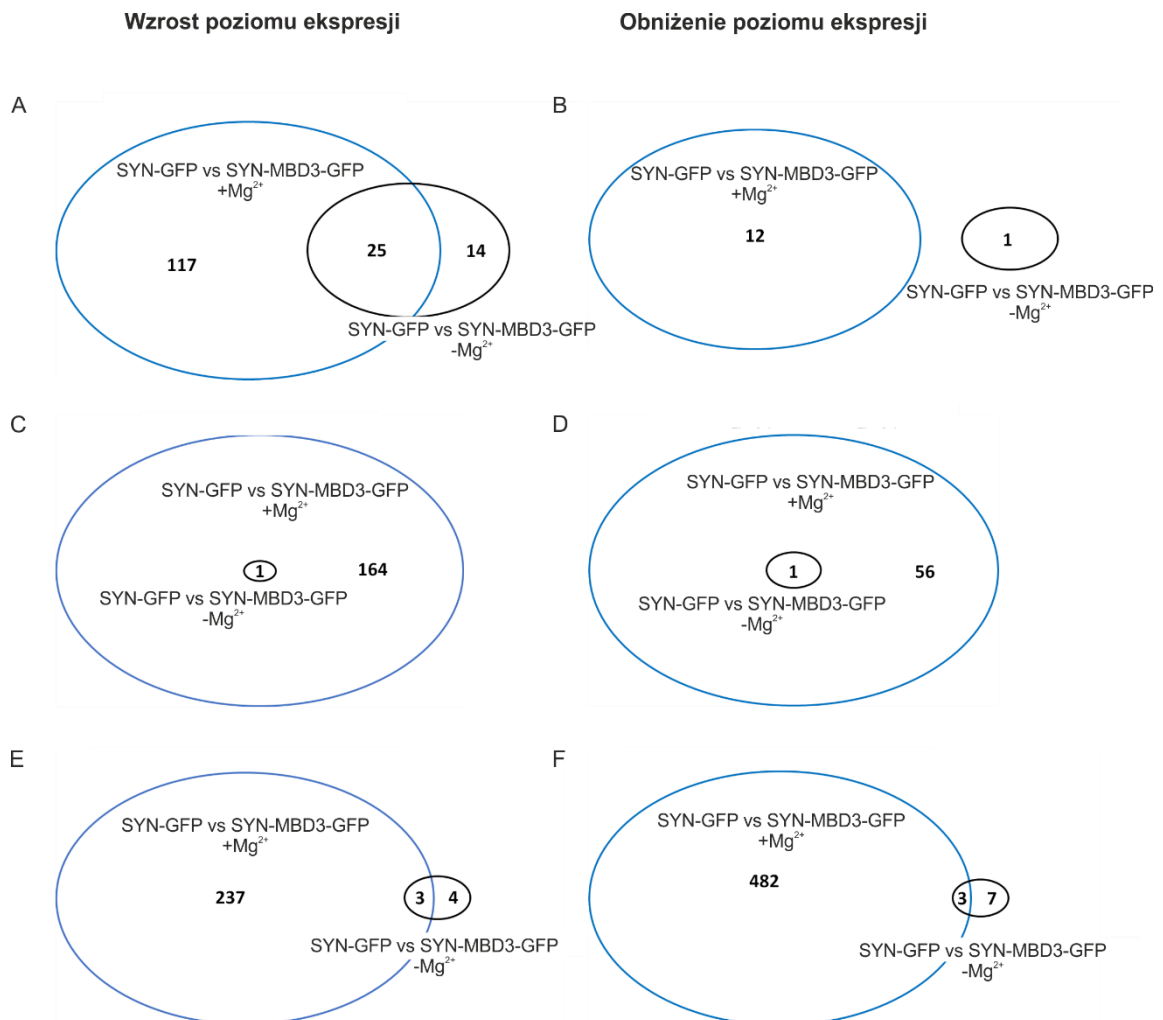 Wzrost poziomu ekspresji
Obniżenie poziomu ekspresji
A
SYN-GFP vs SYN-MBD3-GFP
+Mg²⁺
117
25
14
SYN-GFP vs SYN-MBD3-GFP
-Mg²⁺
B
SYN-GFP vs SYN-MBD3-GFP
+Mg²⁺
12
1
SYN-GFP vs SYN-MBD3-GFP
-Mg²⁺
C
SYN-GFP vs SYN-MBD3-GFP
+Mg²⁺
1
164
SYN-GFP vs SYN-MBD3-GFP
-Mg²⁺
D
SYN-GFP vs SYN-MBD3-GFP
+Mg²⁺
1
56
SYN-GFP vs SYN-MBD3-GFP
-Mg²⁺
E
SYN-GFP vs SYN-MBD3-GFP
+Mg²⁺
237
3
4
SYN-GFP vs SYN-MBD3-GFP
-Mg²⁺
F
SYN-GFP vs SYN-MBD3-GFP
+Mg²⁺
482
3
7
SYN-GFP vs SYN-MBD3-GFP
-Mg²⁺